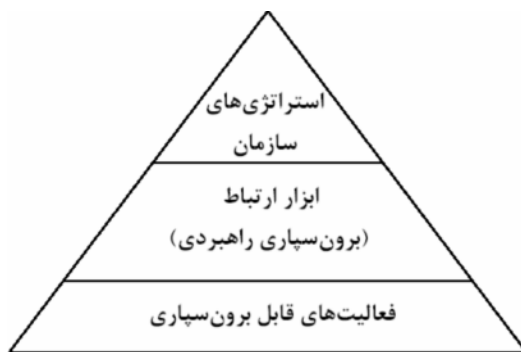 استراتژی‌های
سازمان
ابزار ارتباط
(برون‌سپاری راهبردی)
فعالیت‌های قابل برون‌سپاری